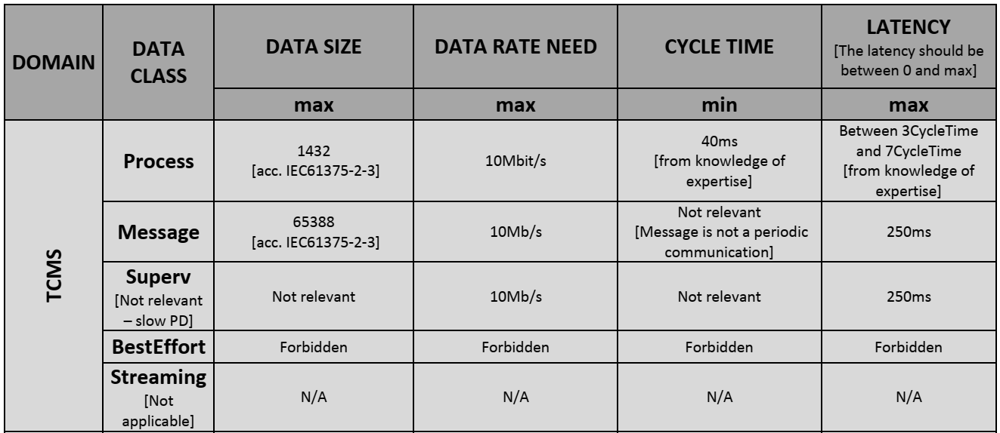 DOMAIN
DATA
CLASS
DATA SIZE
DATA RATE NEED
CYCLE TIME
LATENCY
[The latency should be
between 0 and max]
max
max
min
max
TCMS
Process
1432
[acc. IEC61375-2-3]
10Mbit/s
40ms
[from knowledge of
expertise]
Between 3CycleTime
and 7CycleTime
[from knowledge of
expertise]
Message
65388
[acc. IEC61375-2-3]
10Mb/s
Not relevant
[Message is not a periodic
communication]
250ms
Superv
[Not relevant
– slow PD]
Not relevant
10Mb/s
Not relevant
250ms
BestEffort
Forbidden
Forbidden
Forbidden
Forbidden
Streaming
[Not
applicable]
N/A
N/A
N/A
N/A